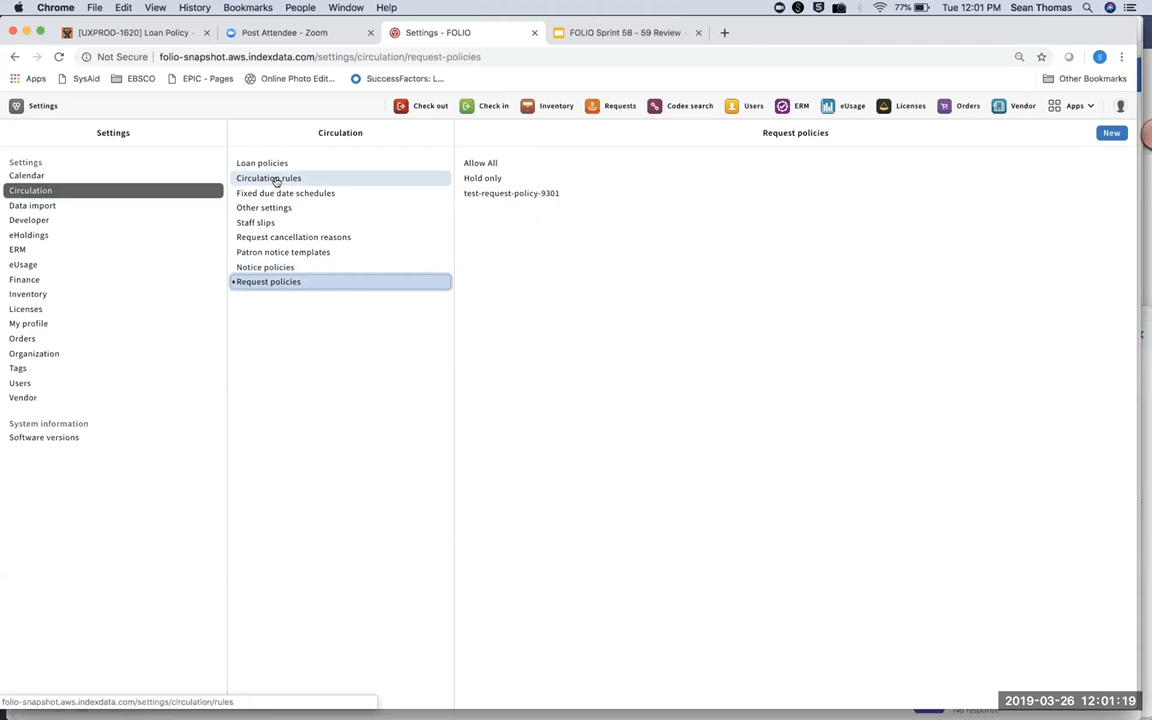 Chrome File Edit View History Bookmarks People Window Help 77% Tue 12:01 PM Sean Thomas
[UXPROD-1620] Loan Policy - Post Attendee - Zoom Settings - FOLIO FOLIO Sprint 58 - 59 Review -
Not Secure folio-snapshot.aws.indexdata.com/settings/circulation/request-policies S
Apps SysAid EBSCO EPIC - Pages Online Photo Edit... SuccessFactors: L... Other Bookmarks
Settings Check out Check in Inventory Requests Codex search Users ERM eUsage Licenses Orders Vendor Apps
Settings
Settings
Calendar
Circulation
Data import
Developer
eHoldings
ERM
eUsage
Finance
Inventory
Licenses
My profile
Orders
Organization
Tags
Users
Vendor
System information
Software versions
Circulation
Loan policies
Circulation rules
Fixed due date schedules
Other settings
Staff slips
Request cancellation reasons
Patron notice templates
Notice policies
• Request policies
Request policies
New
Allow All
Hold only
test-request-policy-9301
folio-snapshot.aws.indexdata.com/settings/circulation/rules
2019-03-26 12:01:19